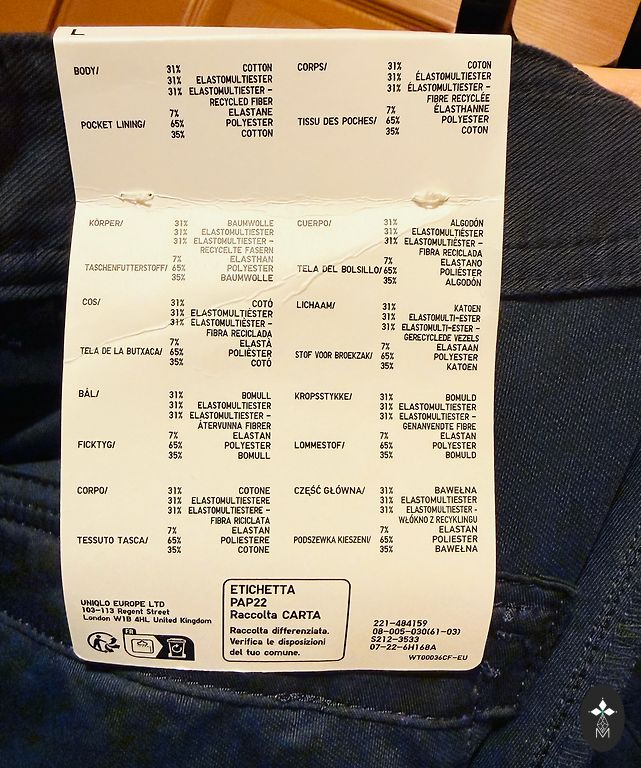 L
BODY/ 31% COTTON
31% ELASTOMULTIESTER
31% ELASTOMULTIESTER -
RECYCLED FIBER
7% ELASTANE
POCKET LINING/ 65% POLYESTER
35% COTTON
CORPS/ 31% COTON
31% ÉLASTOMULTIESTER
31% ÉLASTOMULTIESTER -
FIBRE RECYCLÉE
7% ÉLASTHANNE
TISSU DES POCHES/ 65% POLYESTER
35% COTON
KÖRPER/ 31% BAUMWOLLE
31% ELASTOMULTIESTER
31% ELASTOMULTIESTER -
RECYCELTE FASERN
7% ELASTHAN
TASCHENFUTTERSTOFF/ 65% POLYESTER
35% BAUMWOLLE
CUERPO/ 31% ALGODÓN
31% ELASTOMULTIÉSTER
31% ELASTOMULTIÉSTER -
FIBRA RECICLADA
7% ELASTANO
TELA DEL BOLSILLO/ 65% POLIÉSTER
35% ALGODÓN
COS/ 31% COTÓ
31% ELASTOMULTIÈSTER
31% ELASTOMULTIÈSTER -
FIBRA RECICLADA
7% ELASTÀ
TELA DE LA BUTXACA/ 65% POLIÈSTER
35% COTÓ
LICHAAM/ 31% KATOEN
31% ELASTOMULTI-ESTER
31% ELASTOMULTI-ESTER -
GERECYCLEDE VEZELS
7% ELASTAAN
STOF VOOR BROEKZAK/ 65% POLYESTER
35% KATOEN
BÅL/ 31% BOMULL
31% ELASTOMULTIESTER
31% ELASTOMULTIESTER -
ÅTERVUNNA FIBRER
7% ELASTAN
FICKTYG/ 65% POLYESTER
35% BOMULL
KROPSSTYKKE/ 31% BOMULD
31% ELASTOMULTIESTER
31% ELASTOMULTIESTER -
GENANVENDTE FIBRE
7% ELASTAN
LOMMESTOF/ 65% POLYESTER
35% BOMULD
CORPO/ 31% COTONE
31% ELASTOMULTIESTERE
31% ELASTOMULTIESTERE -
FIBRA RICICLATA
7% ELASTAN
TESSUTO TASCA/ 65% POLIESTERE
35% COTONE
CZĘŚĆ GŁÓWNA/ 31% BAWEŁNA
31% ELASTOMULTIESTER
31% ELASTOMULTIESTER -
WŁÓKNO Z RECYKLINGU
7% ELASTAN
PODSZEWKA KIESZENI/ 65% POLIESTER
35% BAWEŁNA
UNIQLO EUROPE LTD
103-113 Regent Street
London W1B 4HL United Kingdom
FR
ETICHETTA
PAP22
Raccolta CARTA
Raccolta differenziata.
Verifica le disposizioni
del tuo comune.
221-484159
08-005-030(61-03)
S212-3533
07-22-6H168A
WT00036CF-EU
M